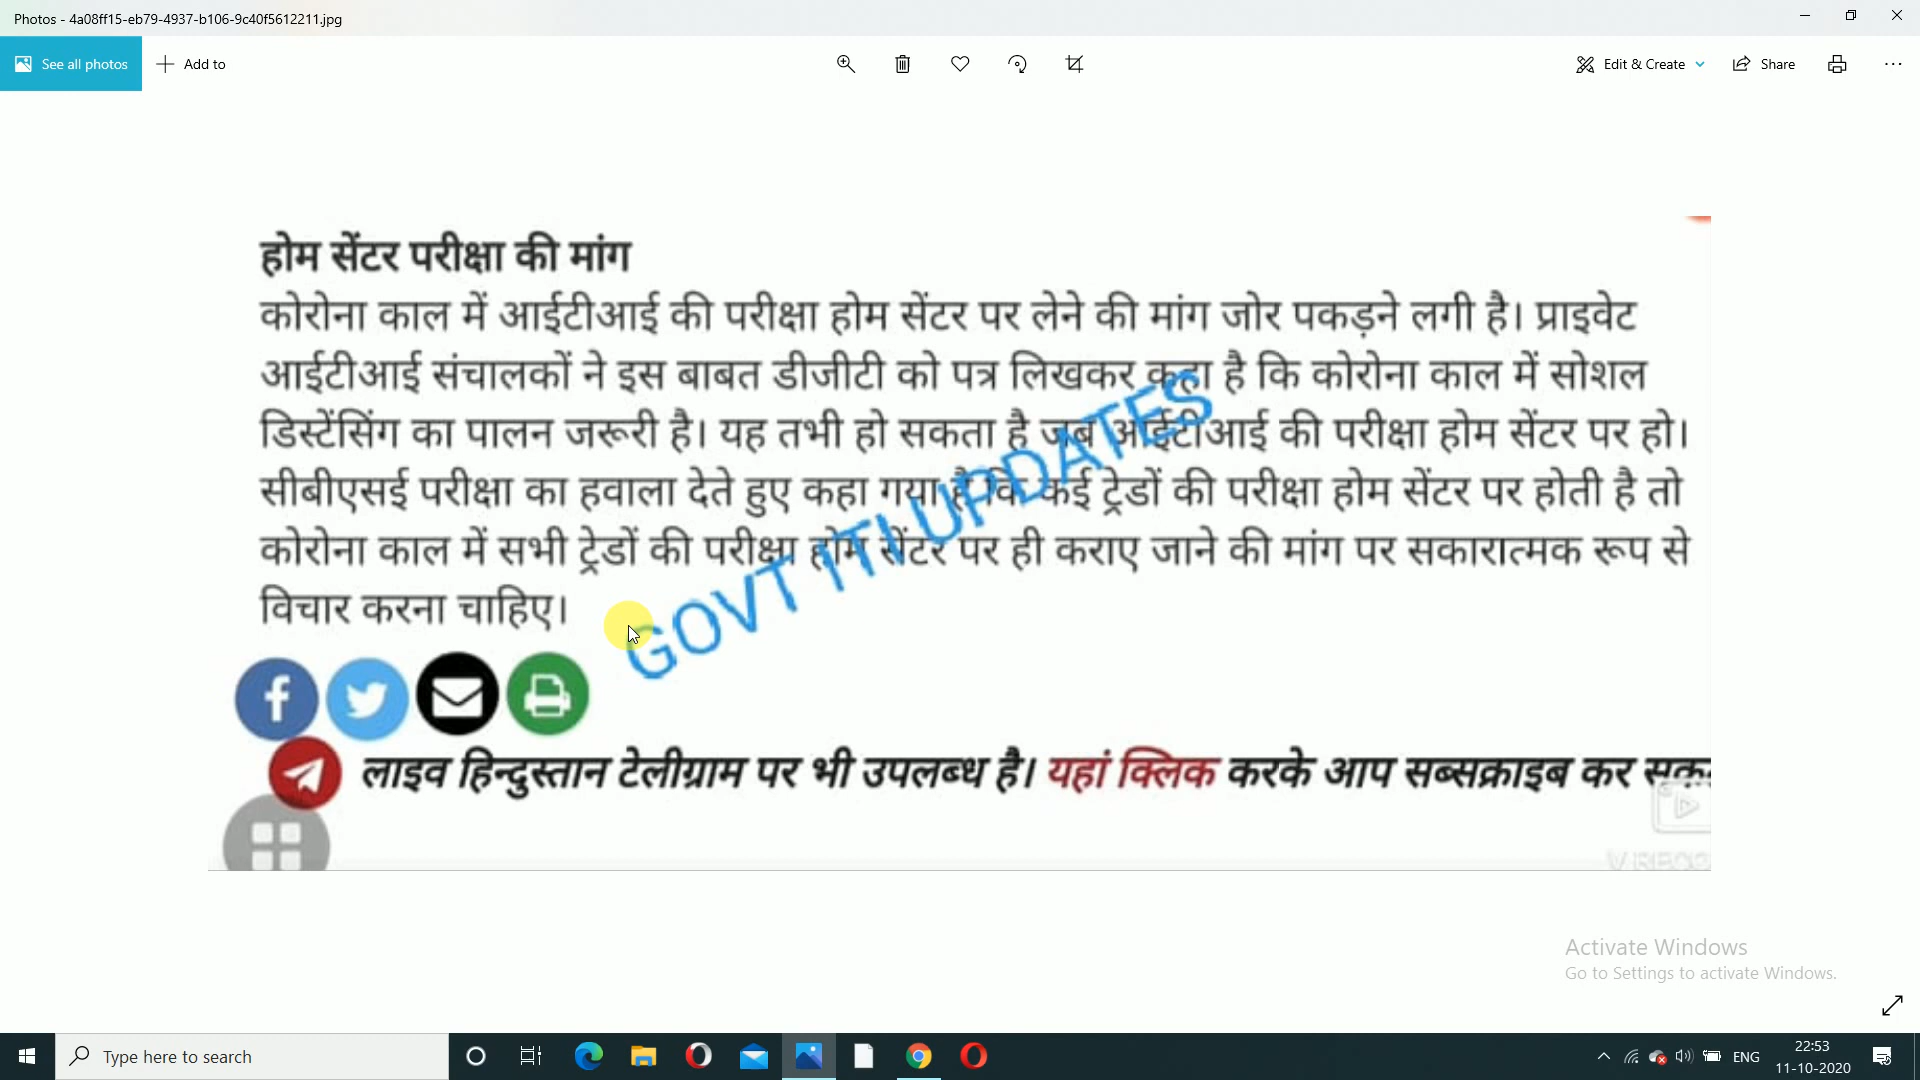 Photos - 4a08ff15-eb79-4937-b106-9c40f5612211.jpg
See all photos
Add to
Edit & Create
Share
होम सेंटर परीक्षा की मांग
कोरोना काल में आईटीआई की परीक्षा होम सेंटर पर लेने की मांग जोर पकड़ने लगी है। प्राइवेट
आईटीआई संचालकों ने इस बाबत डीजीटी को पत्र लिखकर कहा है कि कोरोना काल में सोशल
डिस्टेंसिंग का पालन जरूरी है। यह तभी हो सकता है जब आईटीआई की परीक्षा होम सेंटर पर हो।
सीबीएसई परीक्षा का हवाला देते हुए कहा गया है कि कई ट्रेडों की परीक्षा होम सेंटर पर होती है तो
कोरोना काल में सभी ट्रेडों की परीक्षा होम सेंटर पर ही कराए जाने की मांग पर सकारात्मक रूप से
विचार करना चाहिए।
GOVT ITI UPDATES
लाइव हिन्दुस्तान टेलीग्राम पर भी उपलब्ध है। यहां क्लिक करके आप सब्सक्राइब कर
Activate Windows
Go to Settings to activate Windows.
Type here to search
ENG
22:53
11-10-2020